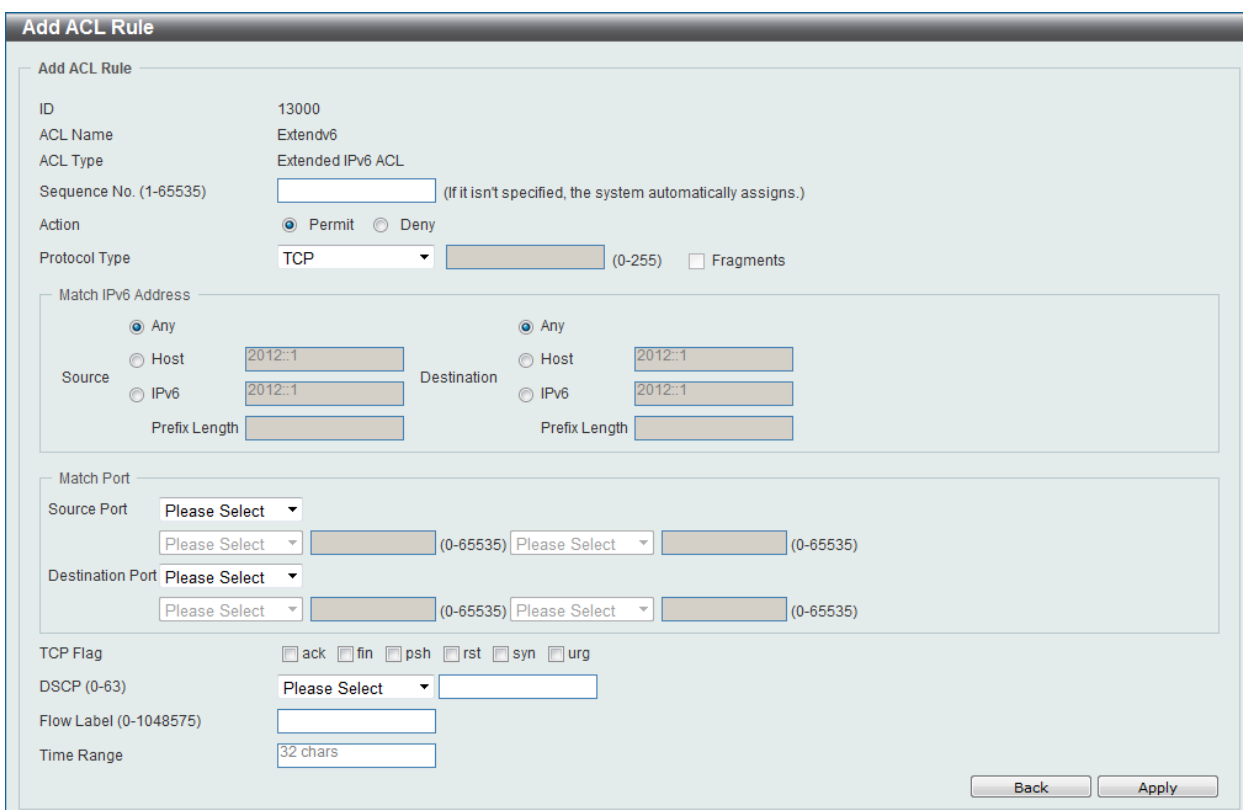 Add ACL Rule
Add ACL Rule
ID 13000
ACL Name Extendv6
ACL Type Extended IPv6 ACL
Sequence No. (1-65535) (If it isn't specified, the system automatically assigns.)
Action Permit Deny
Protocol Type TCP (0-255) Fragments
Match IPv6 Address
Any Any
Host 2012::1 Host 2012::1
Source Destination
IPv6 2012::1 IPv6 2012::1
Prefix Length Prefix Length
Match Port
Source Port Please Select
Please Select (0-65535) Please Select (0-65535)
Destination Port Please Select
Please Select (0-65535) Please Select (0-65535)
TCP Flag ack fin psh rst syn urg
DSCP (0-63) Please Select
Flow Label (0-1048575)
Time Range 32 chars
Back Apply